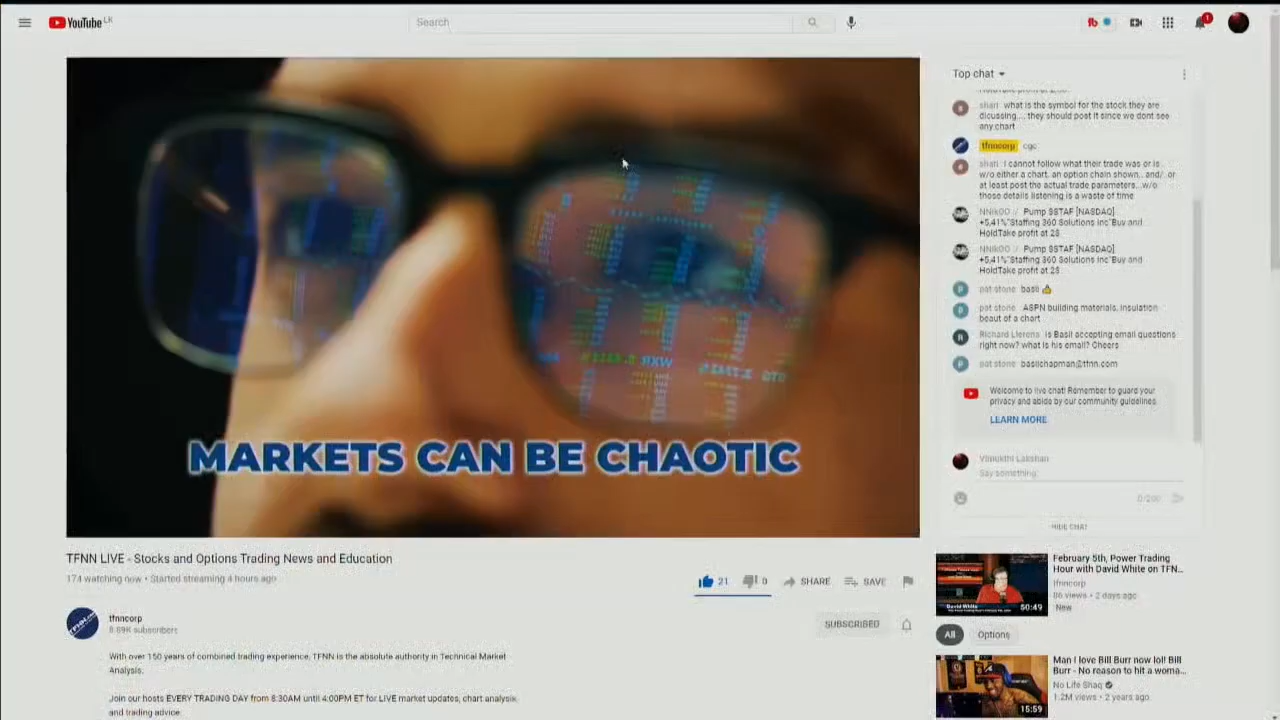 YouTube LK
Search
1
MARKETS CAN BE CHAOTIC
TFNN LIVE - Stocks and Options Trading News and Education
174 watching now • Started streaming 4 hours ago
21
0
SHARE
SAVE
tfnncorp
8.89K subscribers
SUBSCRIBED
With over 150 years of combined trading experience, TFNN is the absolute authority in Technical Market
Analysis.
Join our hosts EVERY TRADING DAY from 8:30AM until 4:00PM ET for LIVE market updates, chart analysis
and trading advice
Top chat
shari what is the symbol for the stock they are
dicussing.... they should post it since we dont see
any chart
tfnncorp cgc
shari I cannot follow what their trade was or is ..
w/o either a chart.. an option chain shown.. and/. or
at least post the actual trade parameters...w/o
those details listening is a waste of time
NNikOO // Pump $STAF [NASDAQ]
+5,41%"Staffing 360 Solutions Inc"Buy and
HoldTake profit at 2$
NNikOO // Pump $STAF [NASDAQ]
+5,41%"Staffing 360 Solutions Inc"Buy and
HoldTake profit at 2$
pat stone basil 👍
pat stone ASPN building materials, insulation
beaut of a chart
Richard Llerena is Basil accepting email questions
right now? what is his email? Cheers
pat stone basilchapman@tfnn.com
Welcome to live chat! Remember to guard your
privacy and abide by our community guidelines.
LEARN MORE
Vimukthi Lakshan
Say something
0/200
HIDE CHAT
February 5th, Power Trading
Hour with David White on TFN...
tfnncorp
86 views • 2 days ago
New
David White
50:49
All
Options
Man I love Bill Burr now lol! Bill
Burr - No reason to hit a woma...
No Life Shaq
1.2M views • 2 years ago
15:59